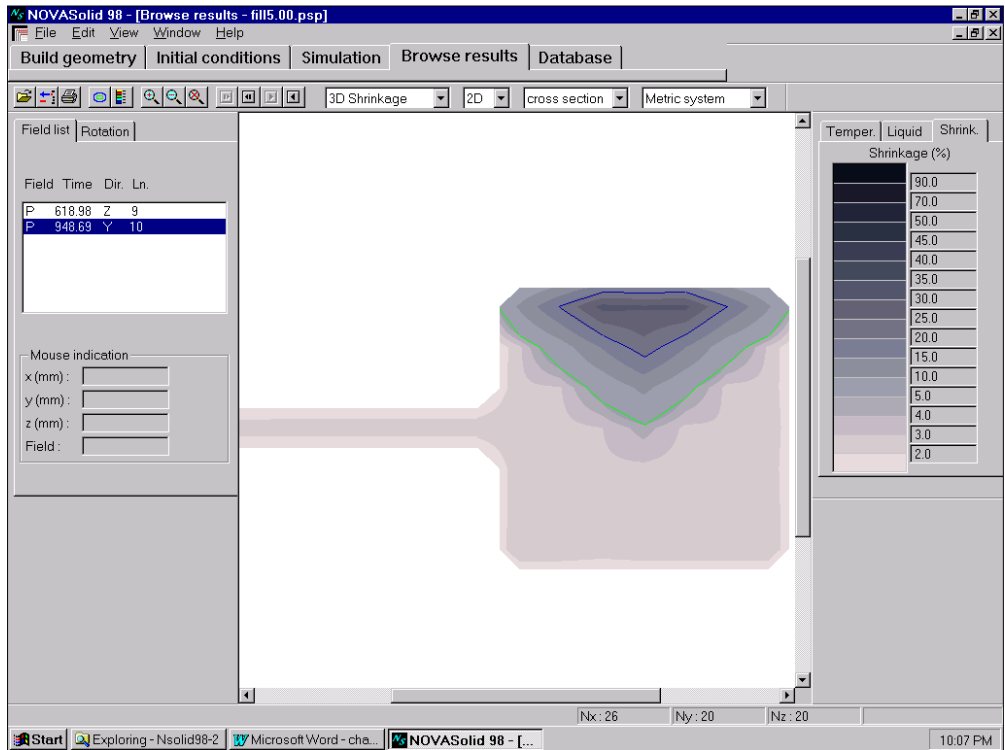 NOVASolid 98 - [Browse results - fill5.00.psp]
File Edit View Window Help
Build geometry Initial conditions Simulation Browse results Database
3D Shrinkage 2D cross section Metric system
Field list Rotation
Field Time Dir. Ln.
P 618.98 Z 9
P 948.69 Y 10
Mouse indication
x (mm) :
y (mm) :
z (mm) :
Field :
Temper. Liquid Shrink.
Shrinkage (%)
90.0
70.0
50.0
45.0
40.0
35.0
30.0
25.0
20.0
15.0
10.0
5.0
4.0
3.0
2.0
Nx : 26 Ny : 20 Nz : 20
Start Exploring - Nsolid98-2 Microsoft Word - cha... NOVASolid 98 - [... 10:07 PM